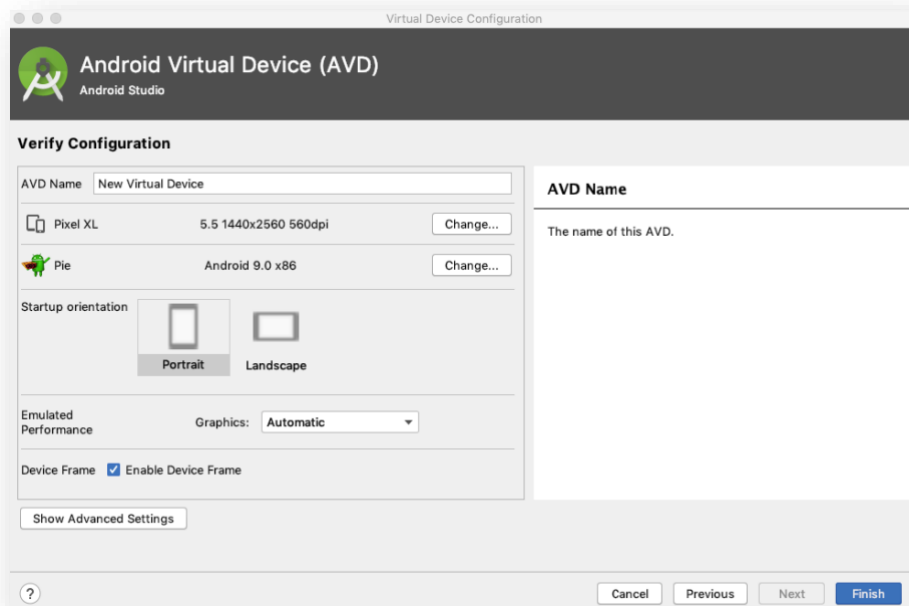 Virtual Device Configuration
Android Virtual Device (AVD)
Android Studio
Verify Configuration
AVD Name New Virtual Device
Pixel XL 5.5 1440x2560 560dpi Change...
Pie Android 9.0 x86 Change...
Startup orientation
Portrait Landscape
Emulated
Performance
Graphics: Automatic
Device Frame Enable Device Frame
Show Advanced Settings
AVD Name
The name of this AVD.
?
Cancel Previous Next Finish